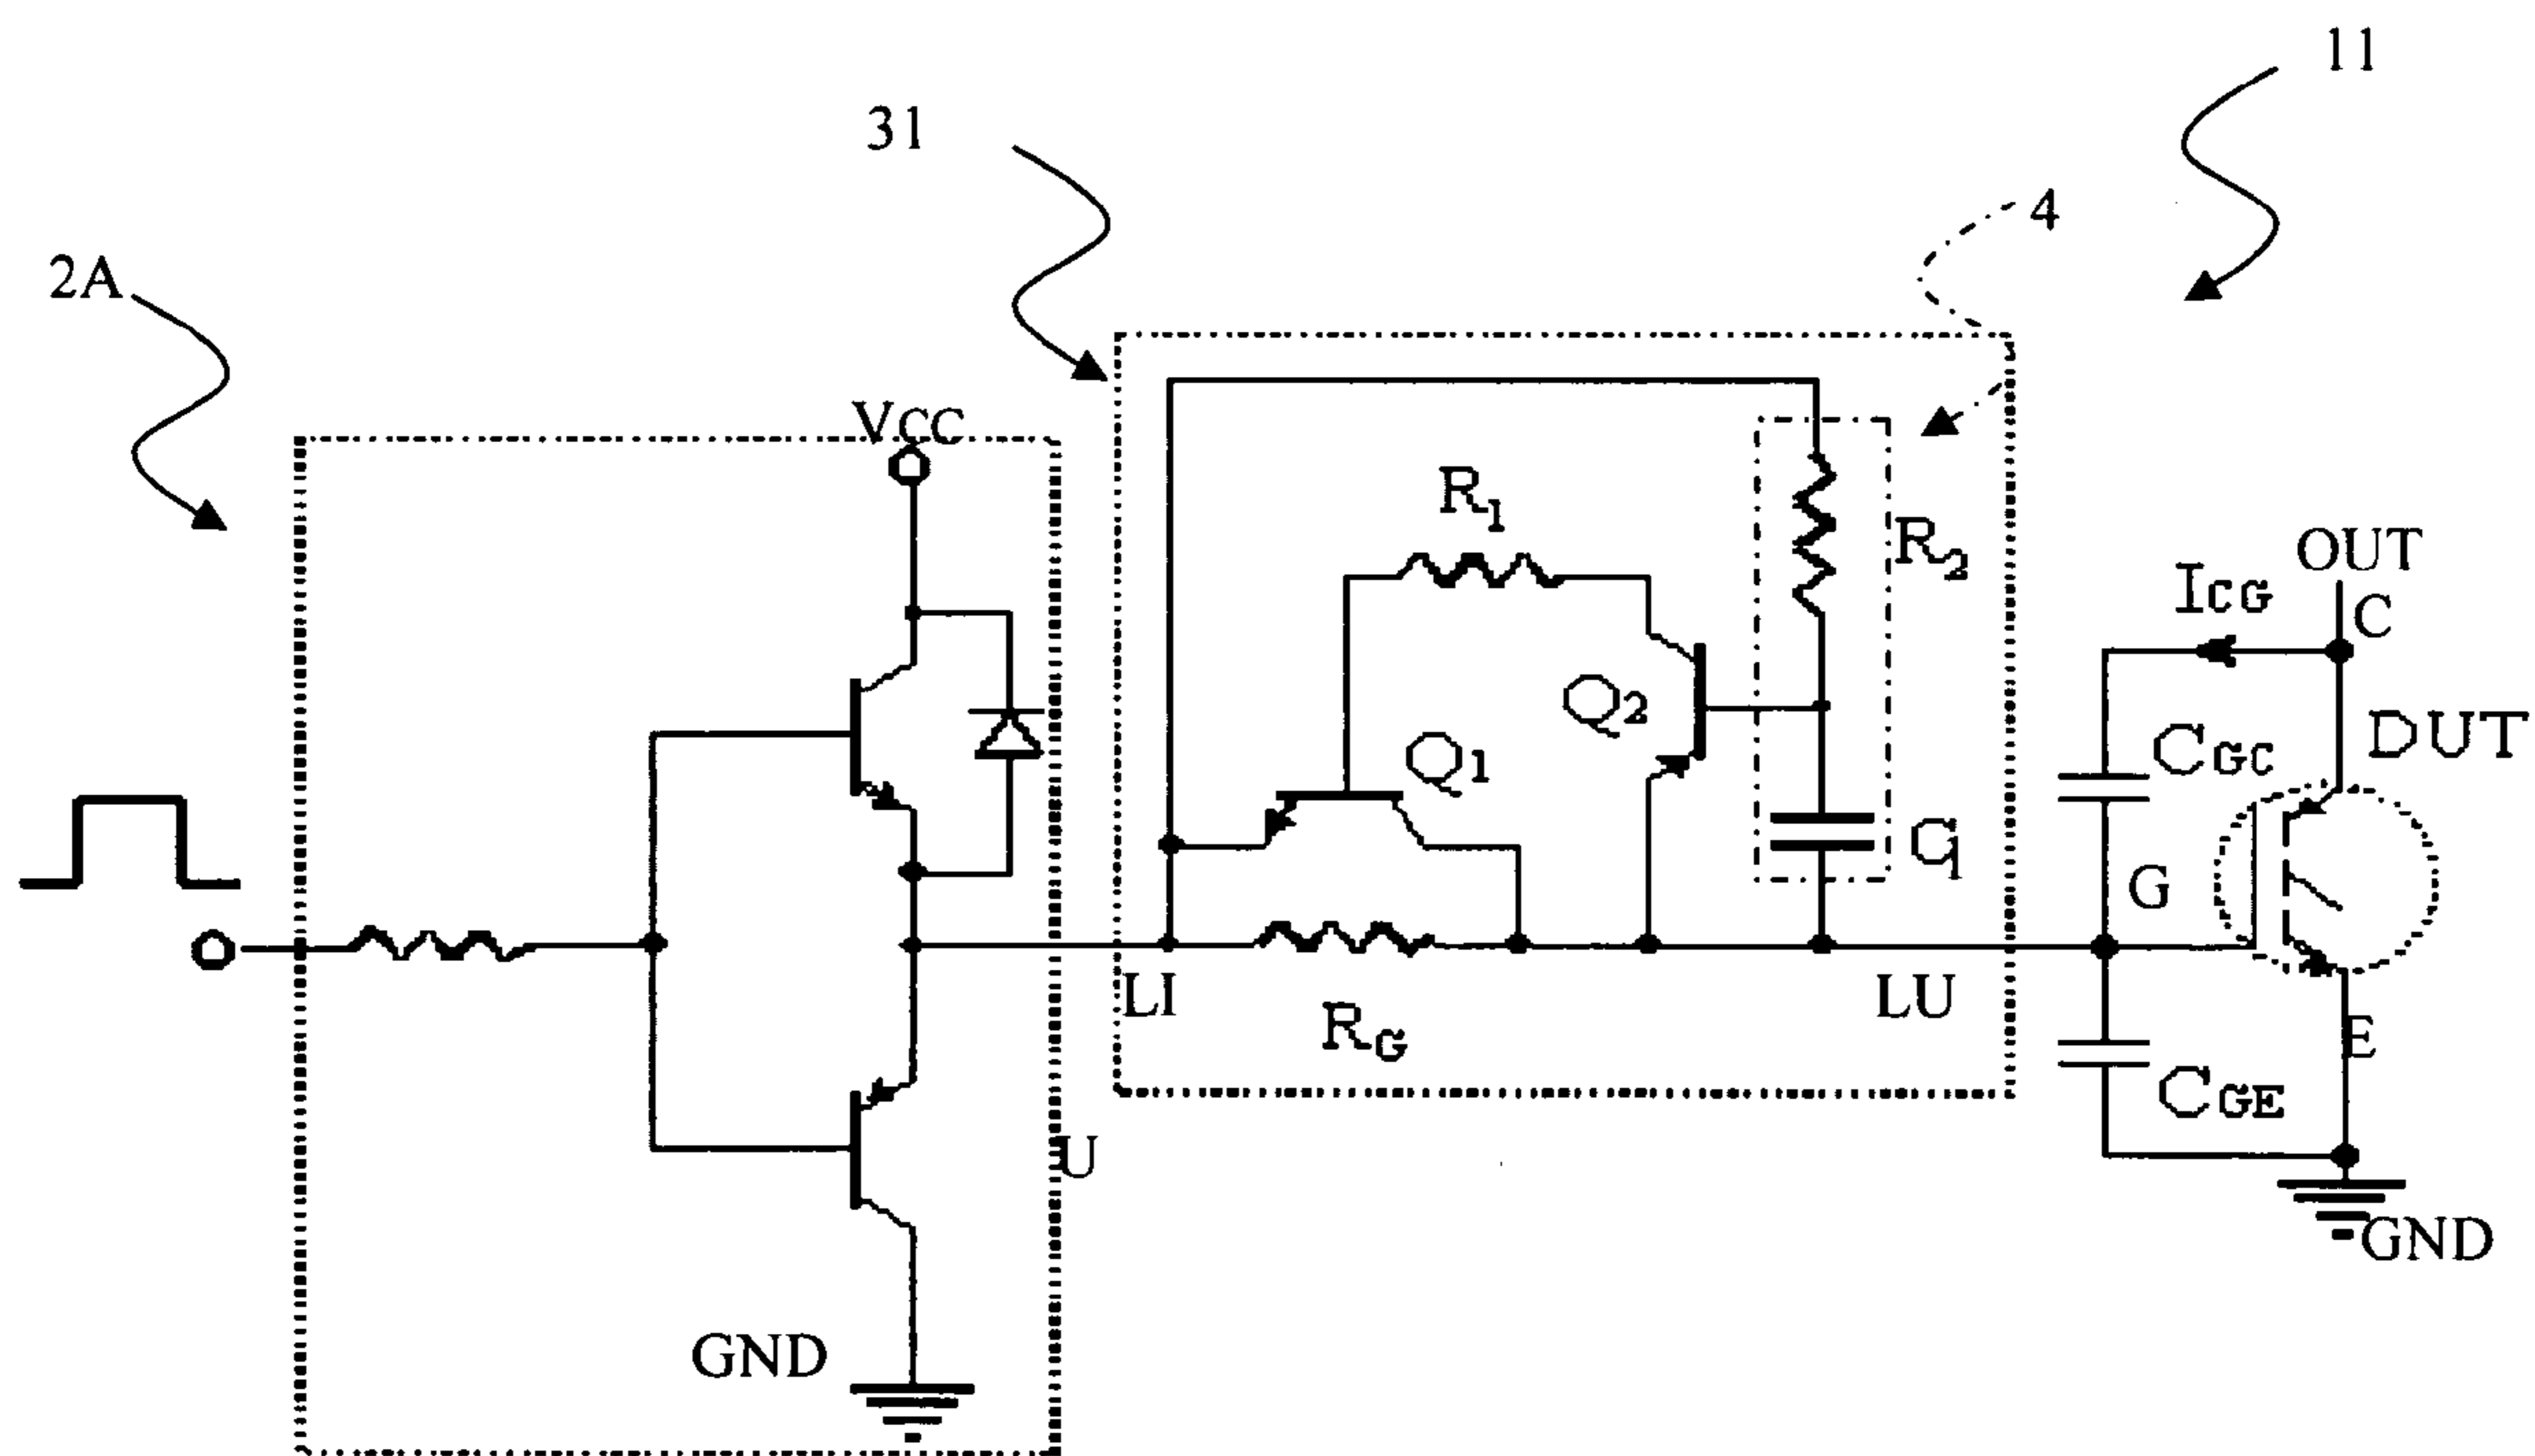 11
31
4
2A
VCC
R1
R2
OUT
ICG
C
Q2
DUT
CGC
Q1
C1
G
LI
LU
RG
E
CGE
U
GND
GND